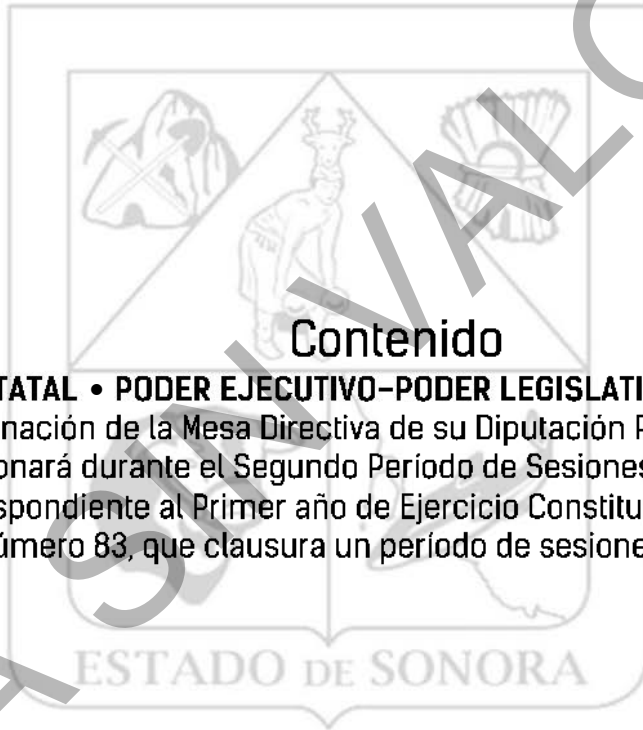 Contenido
TATAL • PODER EJECUTIVO–PODER LEGISLATI
nación de la Mesa Directiva de su Diputación P
onará durante el Segundo Período de Sesiones
spondiente al Primer año de Ejercicio Constitu
úmero 83, que clausura un período de sesione
ESTADO DE SONORA
A SIN VALO